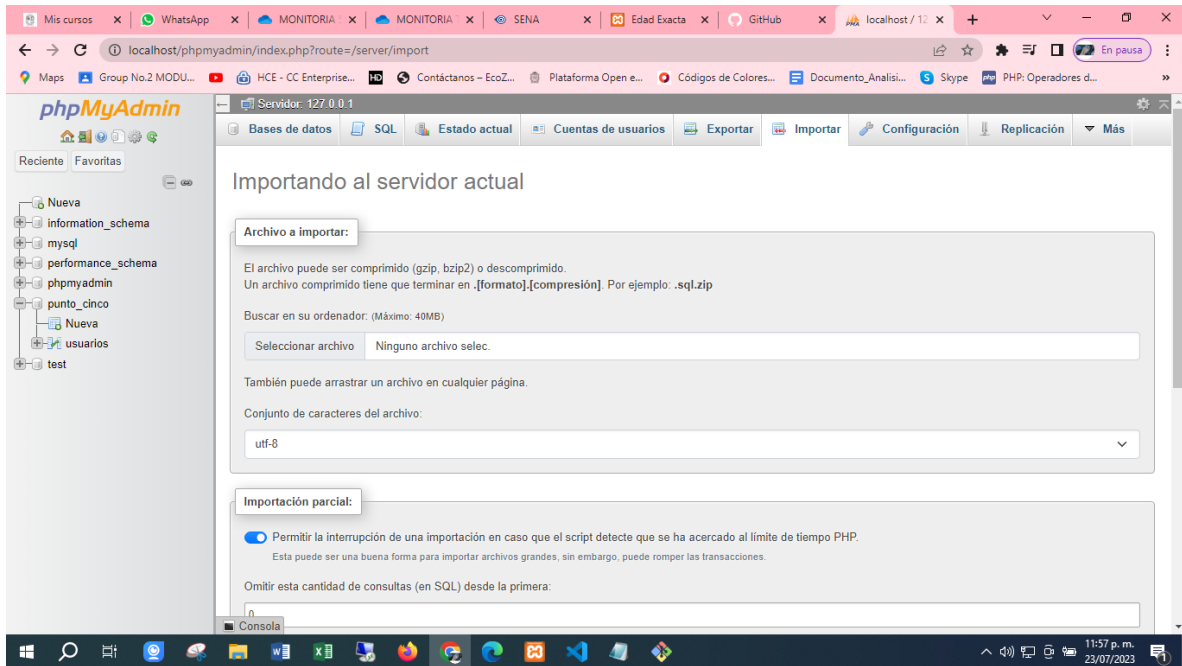 Mis cursos
WhatsApp
MONITORIA
MONITORIA
SENA
Edad Exacta
GitHub
localhost / 12
localhost/phpmyadmin/index.php?route=/server/import
En pausa
Maps
Group No.2 MODU...
HCE - CC Enterprise...
HD
Contáctanos – EcoZ...
Plataforma Open e...
Códigos de Colores...
Documento_Analisi...
Skype
php
PHP: Operadores d...
»
phpMyAdmin
Reciente Favoritas
Nueva
information_schema
mysql
performance_schema
phpmyadmin
punto_cinco
Nueva
usuarios
test
Servidor: 127.0.0.1
Bases de datos SQL Estado actual Cuentas de usuarios Exportar Importar Configuración Replicación Más
Importando al servidor actual
Archivo a importar:
El archivo puede ser comprimido (gzip, bzip2) o descomprimido.
Un archivo comprimido tiene que terminar en .[formato].[compresión]. Por ejemplo: .sql.zip
Buscar en su ordenador: (Máximo: 40MB)
Seleccionar archivo Ninguno archivo selec.
También puede arrastrar un archivo en cualquier página.
Conjunto de caracteres del archivo:
utf-8
Importación parcial:
Permitir la interrupción de una importación en caso que el script detecte que se ha acercado al límite de tiempo PHP.
Esta puede ser una buena forma para importar archivos grandes, sin embargo, puede romper las transacciones.
Omitir esta cantidad de consultas (en SQL) desde la primera:
0
Consola
11:57 p. m.
23/07/2023